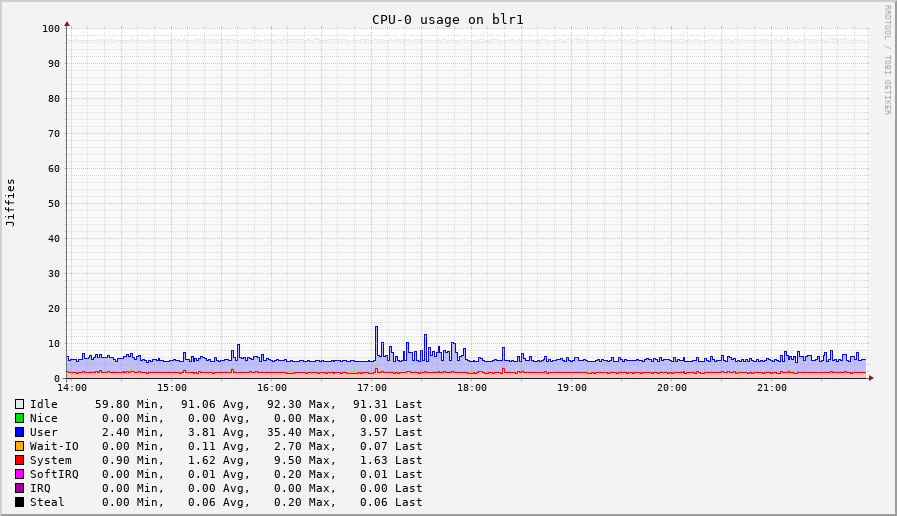 CPU-0 usage on blr1
RRDTOOL / TOBI OETIKER
Jiffies
100
90
80
70
60
50
40
30
20
10
0
14:00 15:00 16:00 17:00 18:00 19:00 20:00 21:00
Idle 59.80 Min, 91.06 Avg, 92.30 Max, 91.31 Last
Nice 0.00 Min, 0.00 Avg, 0.00 Max, 0.00 Last
User 2.40 Min, 3.81 Avg, 35.40 Max, 3.57 Last
Wait-IO 0.00 Min, 0.11 Avg, 2.70 Max, 0.07 Last
System 0.90 Min, 1.62 Avg, 9.50 Max, 1.63 Last
SoftIRQ 0.00 Min, 0.01 Avg, 0.20 Max, 0.01 Last
IRQ 0.00 Min, 0.00 Avg, 0.00 Max, 0.00 Last
Steal 0.00 Min, 0.06 Avg, 0.20 Max, 0.06 Last